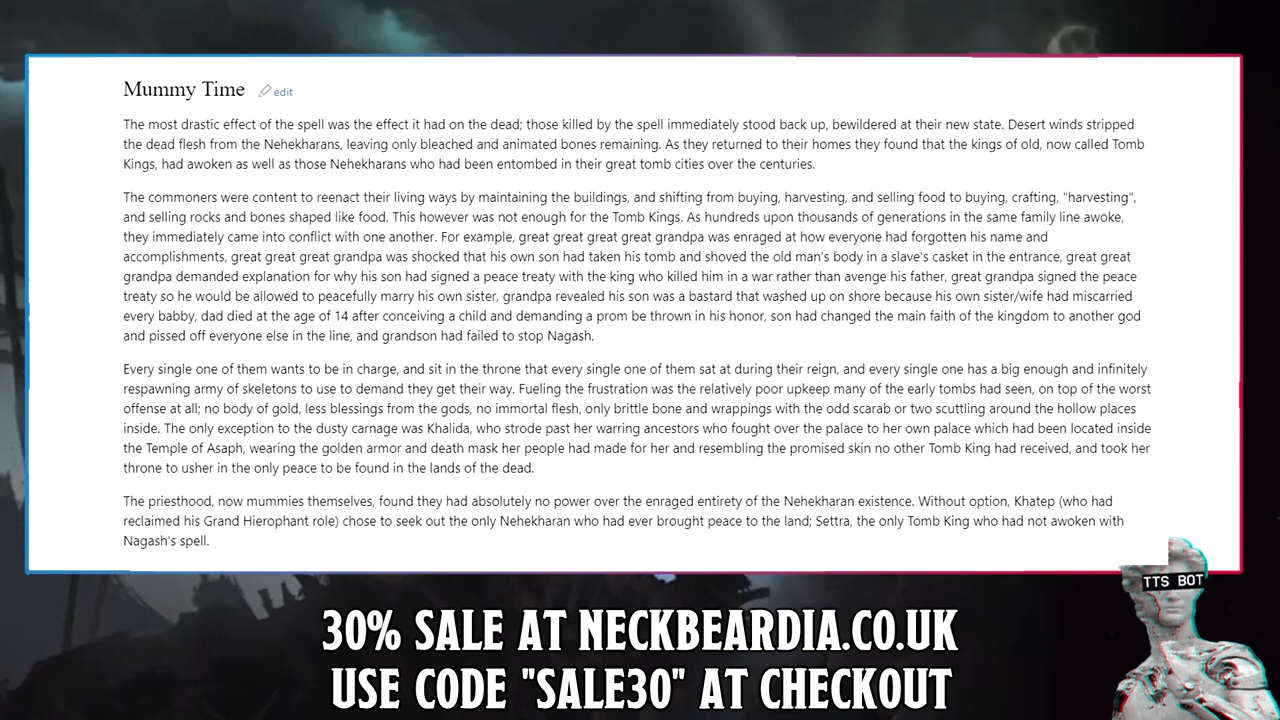 Mummy Time edit
The most drastic effect of the spell was the effect it had on the dead; those killed by the spell immediately stood back up, bewildered at their new state. Desert winds stripped
the dead flesh from the Nehekharans, leaving only bleached and animated bones remaining. As they returned to their homes they found that the kings of old, now called Tomb
Kings, had awoken as well as those Nehekharans who had been entombed in their great tomb cities over the centuries.
The commoners were content to reenact their living ways by maintaining the buildings, and shifting from buying, harvesting, and selling food to buying, crafting, "harvesting",
and selling rocks and bones shaped like food. This however was not enough for the Tomb Kings. As hundreds upon thousands of generations in the same family line awoke,
they immediately came into conflict with one another. For example, great great great great grandpa was enraged at how everyone had forgotten his name and
accomplishments, great great great grandpa was shocked that his own son had taken his tomb and shoved the old man's body in a slave's casket in the entrance, great great
grandpa demanded explanation for why his son had signed a peace treaty with the king who killed him in a war rather than avenge his father, great grandpa signed the peace
treaty so he would be allowed to peacefully marry his own sister, grandpa revealed his son was a bastard that washed up on shore because his own sister/wife had miscarried
every babby, dad died at the age of 14 after conceiving a child and demanding a prom be thrown in his honor, son had changed the main faith of the kingdom to another god
and pissed off everyone else in the line, and grandson had failed to stop Nagash.
Every single one of them wants to be in charge, and sit in the throne that every single one of them sat at during their reign, and every single one has a big enough and infinitely
respawning army of skeletons to use to demand they get their way. Fueling the frustration was the relatively poor upkeep many of the early tombs had seen, on top of the worst
offense at all; no body of gold, less blessings from the gods, no immortal flesh, only brittle bone and wrappings with the odd scarab or two scuttling around the hollow places
inside. The only exception to the dusty carnage was Khalida, who strode past her warring ancestors who fought over the palace to her own palace which had been located inside
the Temple of Asaph, wearing the golden armor and death mask her people had made for her and resembling the promised skin no other Tomb King had received, and took her
throne to usher in the only peace to be found in the lands of the dead.
The priesthood, now mummies themselves, found they had absolutely no power over the enraged entirety of the Nehekharan existence. Without option, Khatep (who had
reclaimed his Grand Hierophant role) chose to seek out the only Nehekharan who had ever brought peace to the land; Settra, the only Tomb King who had not awoken with
Nagash's spell.
TTS BOT
30% SALE AT NECKBEARDIA.CO.UK
USE CODE "SALE30" AT CHECKOUT